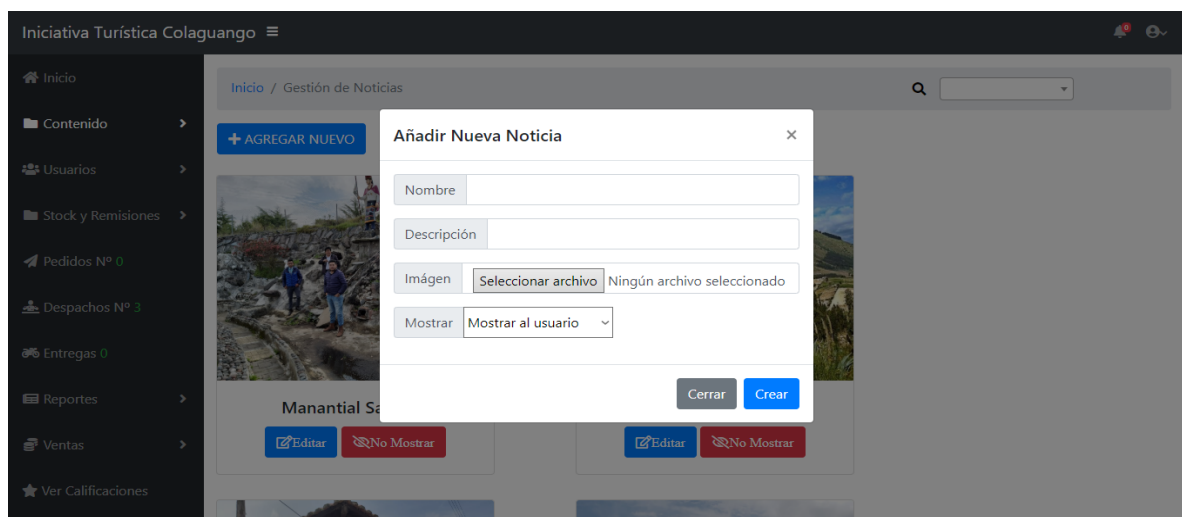 Iniciativa Turística Colaguango
0
Inicio
Inicio / Gestión de Noticias
Contenido
AGREGAR NUEVO
Añadir Nueva Noticia
×
Usuarios
Nombre
Stock y Remisiones
Descripción
Pedidos Nº 0
Imágen Seleccionar archivo Ningún archivo seleccionado
Despachos Nº 3
Mostrar Mostrar al usuario
Entregas 0
Reportes
Cerrar Crear
Manantial
Ventas
Editar No Mostrar Editar No Mostrar
Ver Calificaciones